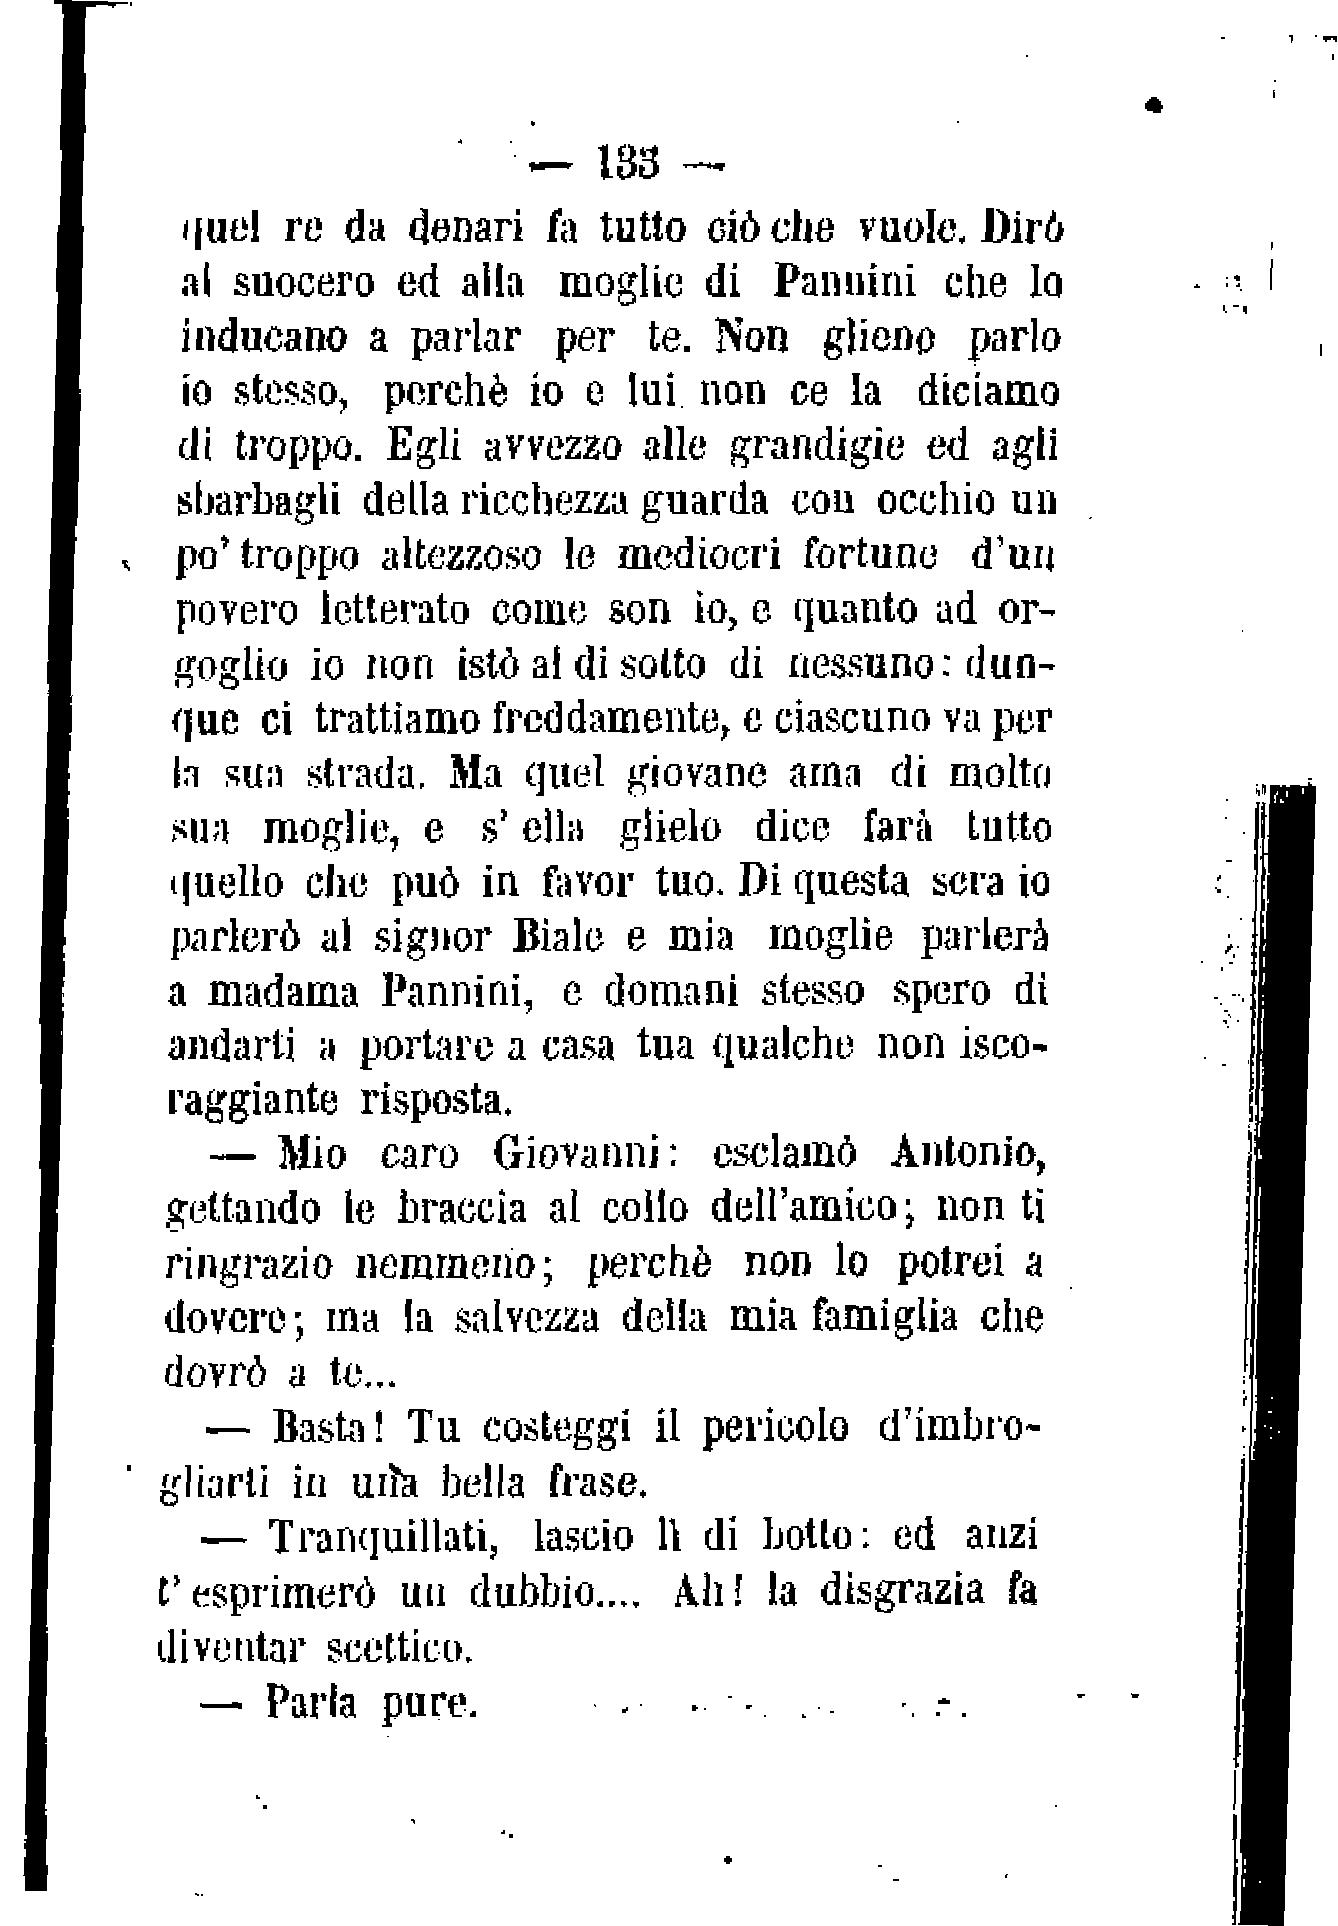 — 133 —
quel re da denari fa tutto ciò che vuole. Dirò
al suocero ed alla moglie di Pannini che lo
inducano a parlar per te. Non glieno parlo
io stesso, perchè io e lui non ce la diciamo
di troppo. Egli avvezzo alle grandigie ed agli
sbarbagli della ricchezza guarda con occhio un
po' troppo altezzoso le mediocri fortune d'un
povero letterato come son io, e quanto ad or-
goglio io non istò al di sotto di nessuno: dun-
que ci trattiamo freddamente, e ciascuno va per
la sua strada. Ma quel giovane ama di molto
sua moglie, e s' ella glielo dice farà tutto
quello che può in favor tuo. Di questa sera io
parlerò al signor Biale e mia moglie parlerà
a madama Pannini, e domani stesso spero di
andarti a portare a casa tua qualche non isco-
raggiante risposta.
— Mio caro Giovanni: esclamò Antonio,
gettando le braccia al collo dell'amico; non ti
ringrazio nemmeno; perchè non lo potrei a
dovere; ma la salvezza della mia famiglia che
dovrò a te...
— Basta! Tu costeggi il pericolo d'imbro-
gliarti in una bella frase.
— Tranquillati, lascio lì di botto: ed anzi
t' esprimerò un dubbio.... Ah! la disgrazia fa
diventar scettico.
— Parla pure.